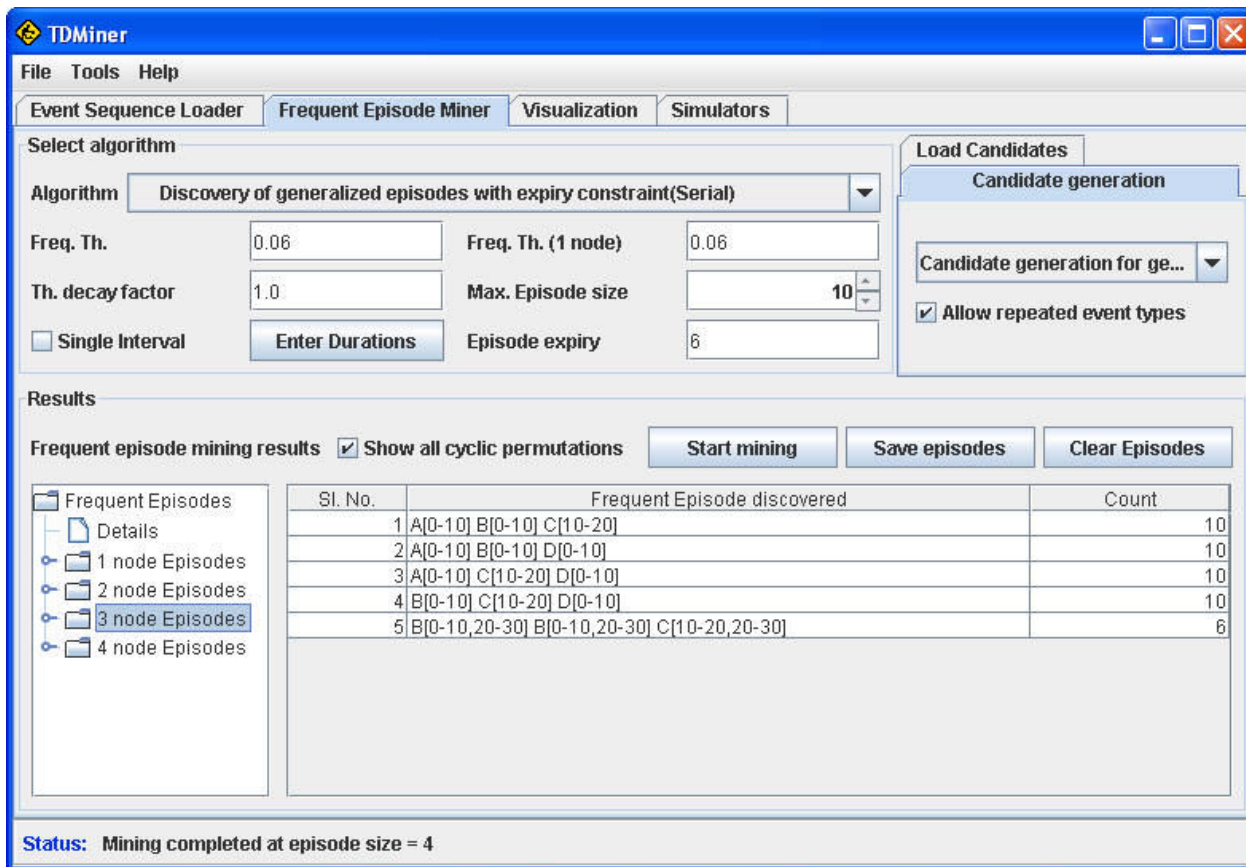 TDMiner
File Tools Help
Event Sequence Loader Frequent Episode Miner Visualization Simulators
Select algorithm
Algorithm Discovery of generalized episodes with expiry constraint(Serial)
Freq. Th. 0.06 Freq. Th. (1 node) 0.06
Th. decay factor 1.0 Max. Episode size 10
Single Interval Enter Durations Episode expiry 6
Load Candidates
Candidate generation
Candidate generation for ge...
Allow repeated event types
Results
Frequent episode mining results Show all cyclic permutations Start mining Save episodes Clear Episodes
Frequent Episodes
Details
1 node Episodes
2 node Episodes
3 node Episodes
4 node Episodes
Sl. No. Frequent Episode discovered Count
1 A[0-10] B[0-10] C[10-20] 10
2 A[0-10] B[0-10] D[0-10] 10
3 A[0-10] C[10-20] D[0-10] 10
4 B[0-10] C[10-20] D[0-10] 10
5 B[0-10,20-30] B[0-10,20-30] C[10-20,20-30] 6
Status: Mining completed at episode size = 4